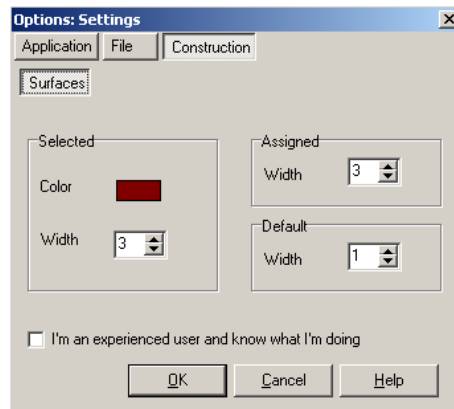 Options: Settings
Application File Construction
Surfaces
Selected
Color
Width 3
Assigned
Width 3
Default
Width 1
I'm an experienced user and know what I'm doing
OK Cancel Help